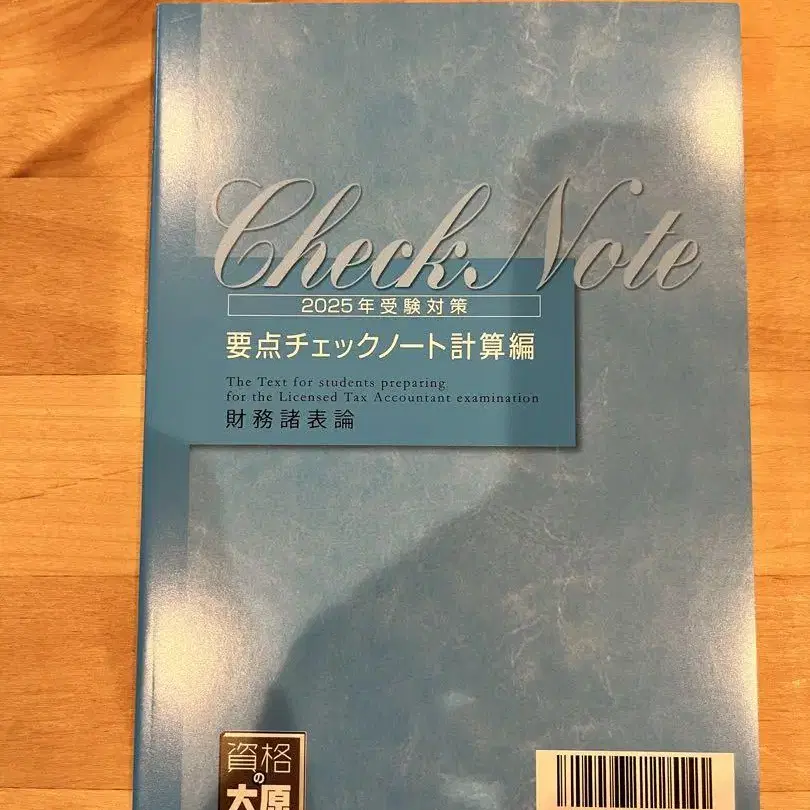 Check Note
2025年受験対策
要点チェックノート計算編
The Text for students preparing
for the Licensed Tax Accountant examination
財務諸表論
資格
の
大原